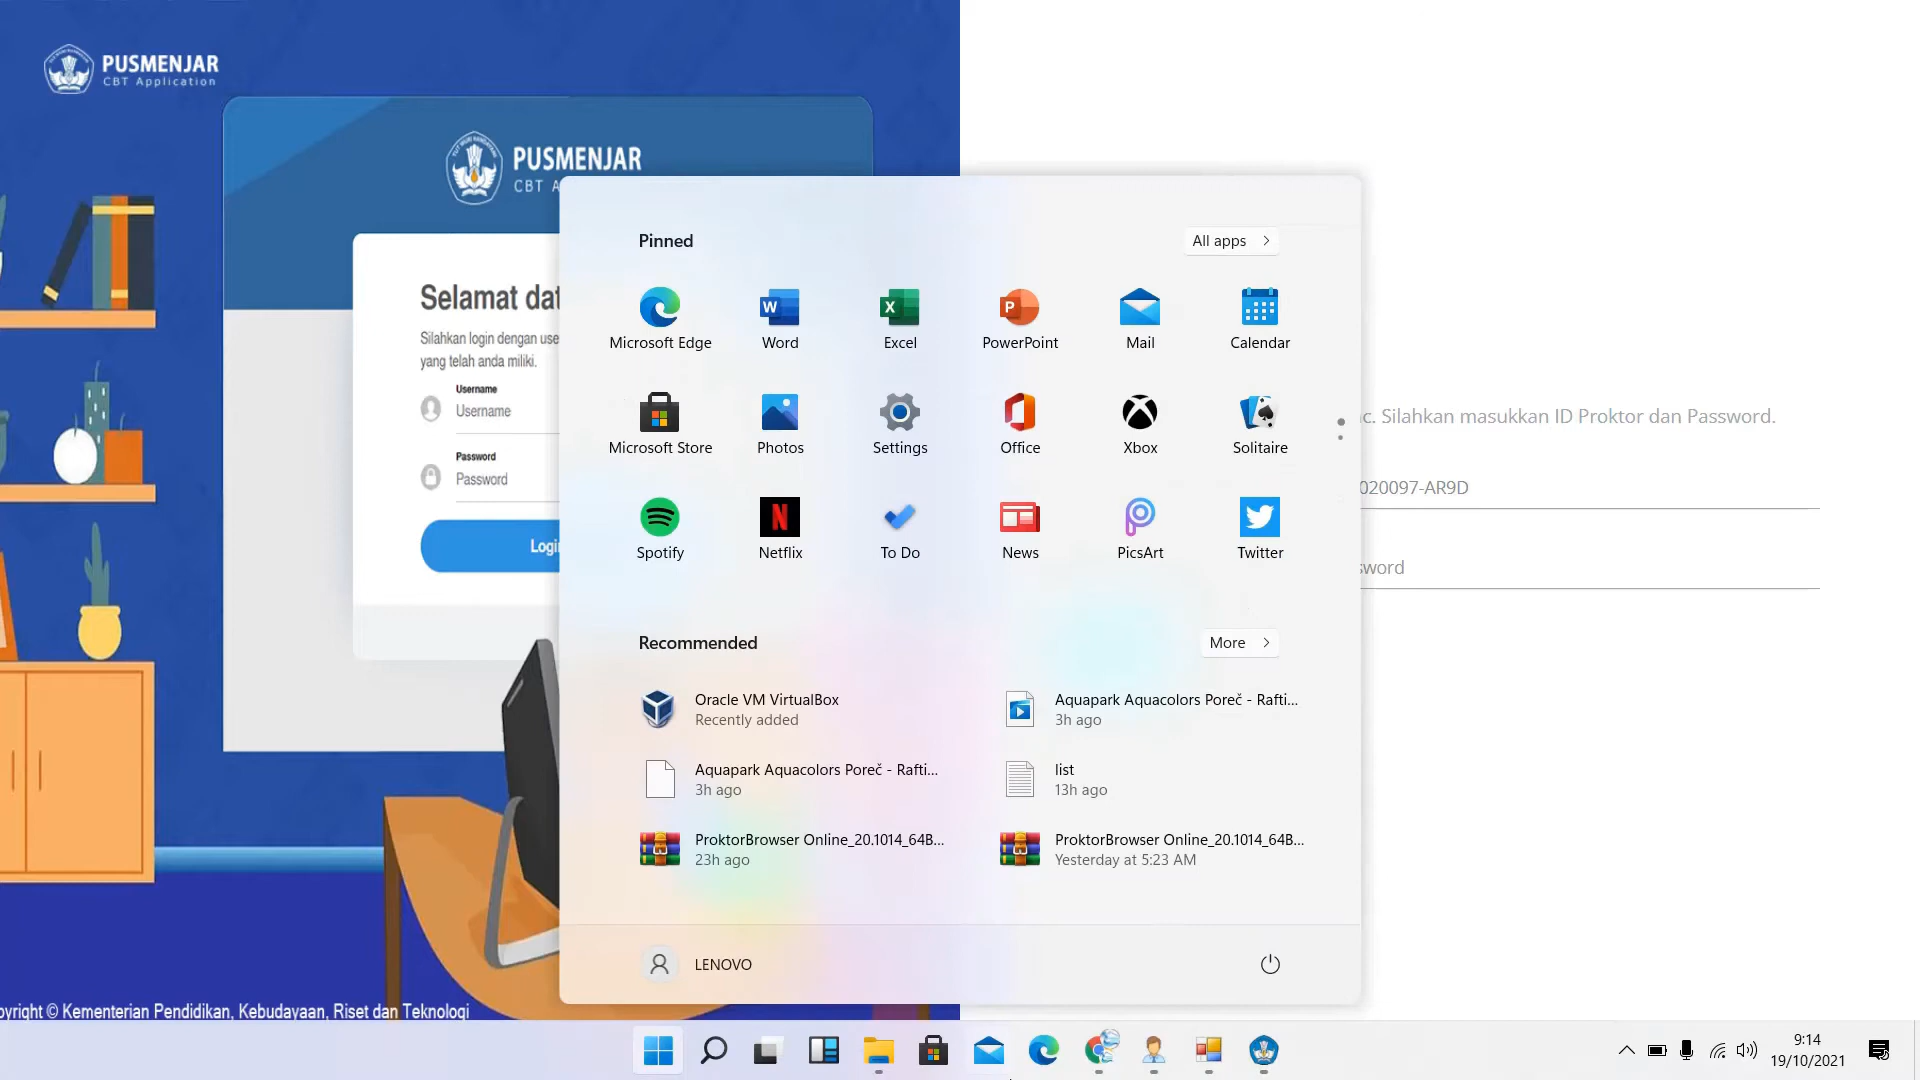 PUSMENJAR
CBT Application
PUSMENJAR
CBT
Selamat
Silahkan login dengan
yang telah anda miliki.
Username
Username
Password
Password
Login
Pinned
All apps
Microsoft Edge
Word
Excel
PowerPoint
Mail
Calendar
Microsoft Store
Photos
Settings
Office
Xbox
Solitaire
Spotify
Netflix
To Do
News
PicsArt
Twitter
Recommended
More
Oracle VM VirtualBox
Recently added
Aquapark Aquacolors Poreč - Rafti...
3h ago
Aquapark Aquacolors Poreč - Rafti...
3h ago
list
13h ago
ProktorBrowser Online_20.1014_64B...
23h ago
ProktorBrowser Online_20.1014_64B...
Yesterday at 5:23 AM
LENOVO
c. Silahkan masukkan ID Proktor dan Password.
020097-AR9D
sword
pyright © Kementerian Pendidikan, Kebudayaan, Riset dan Teknologi
9:14
19/10/2021